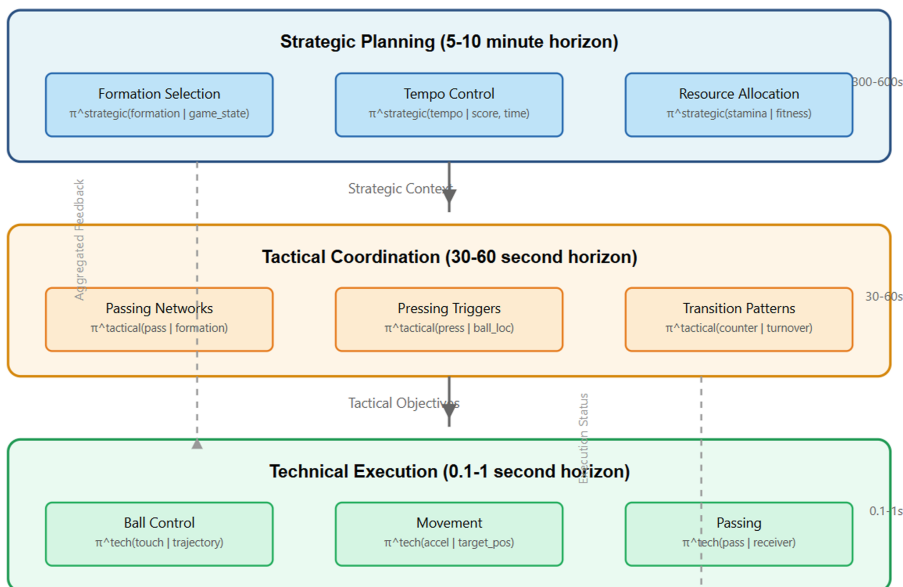 Strategic Planning (5-10 minute horizon)
Formation Selection
π^strategic(formation | game_state)
Tempo Control
π^strategic(tempo | score, time)
Resource Allocation
π^strategic(stamina | fitness)
300-600s
Aggregated Feedback
Strategic Context
Tactical Coordination (30-60 second horizon)
Passing Networks
π^tactical(pass | formation)
Pressing Triggers
π^tactical(press | ball_loc)
Transition Patterns
π^tactical(counter | turnover)
30-60s
Tactical Objectives
Execution Status
Technical Execution (0.1-1 second horizon)
Ball Control
π^tech(touch | trajectory)
Movement
π^tech(accel | target_pos)
Passing
π^tech(pass | receiver)
0.1-1s